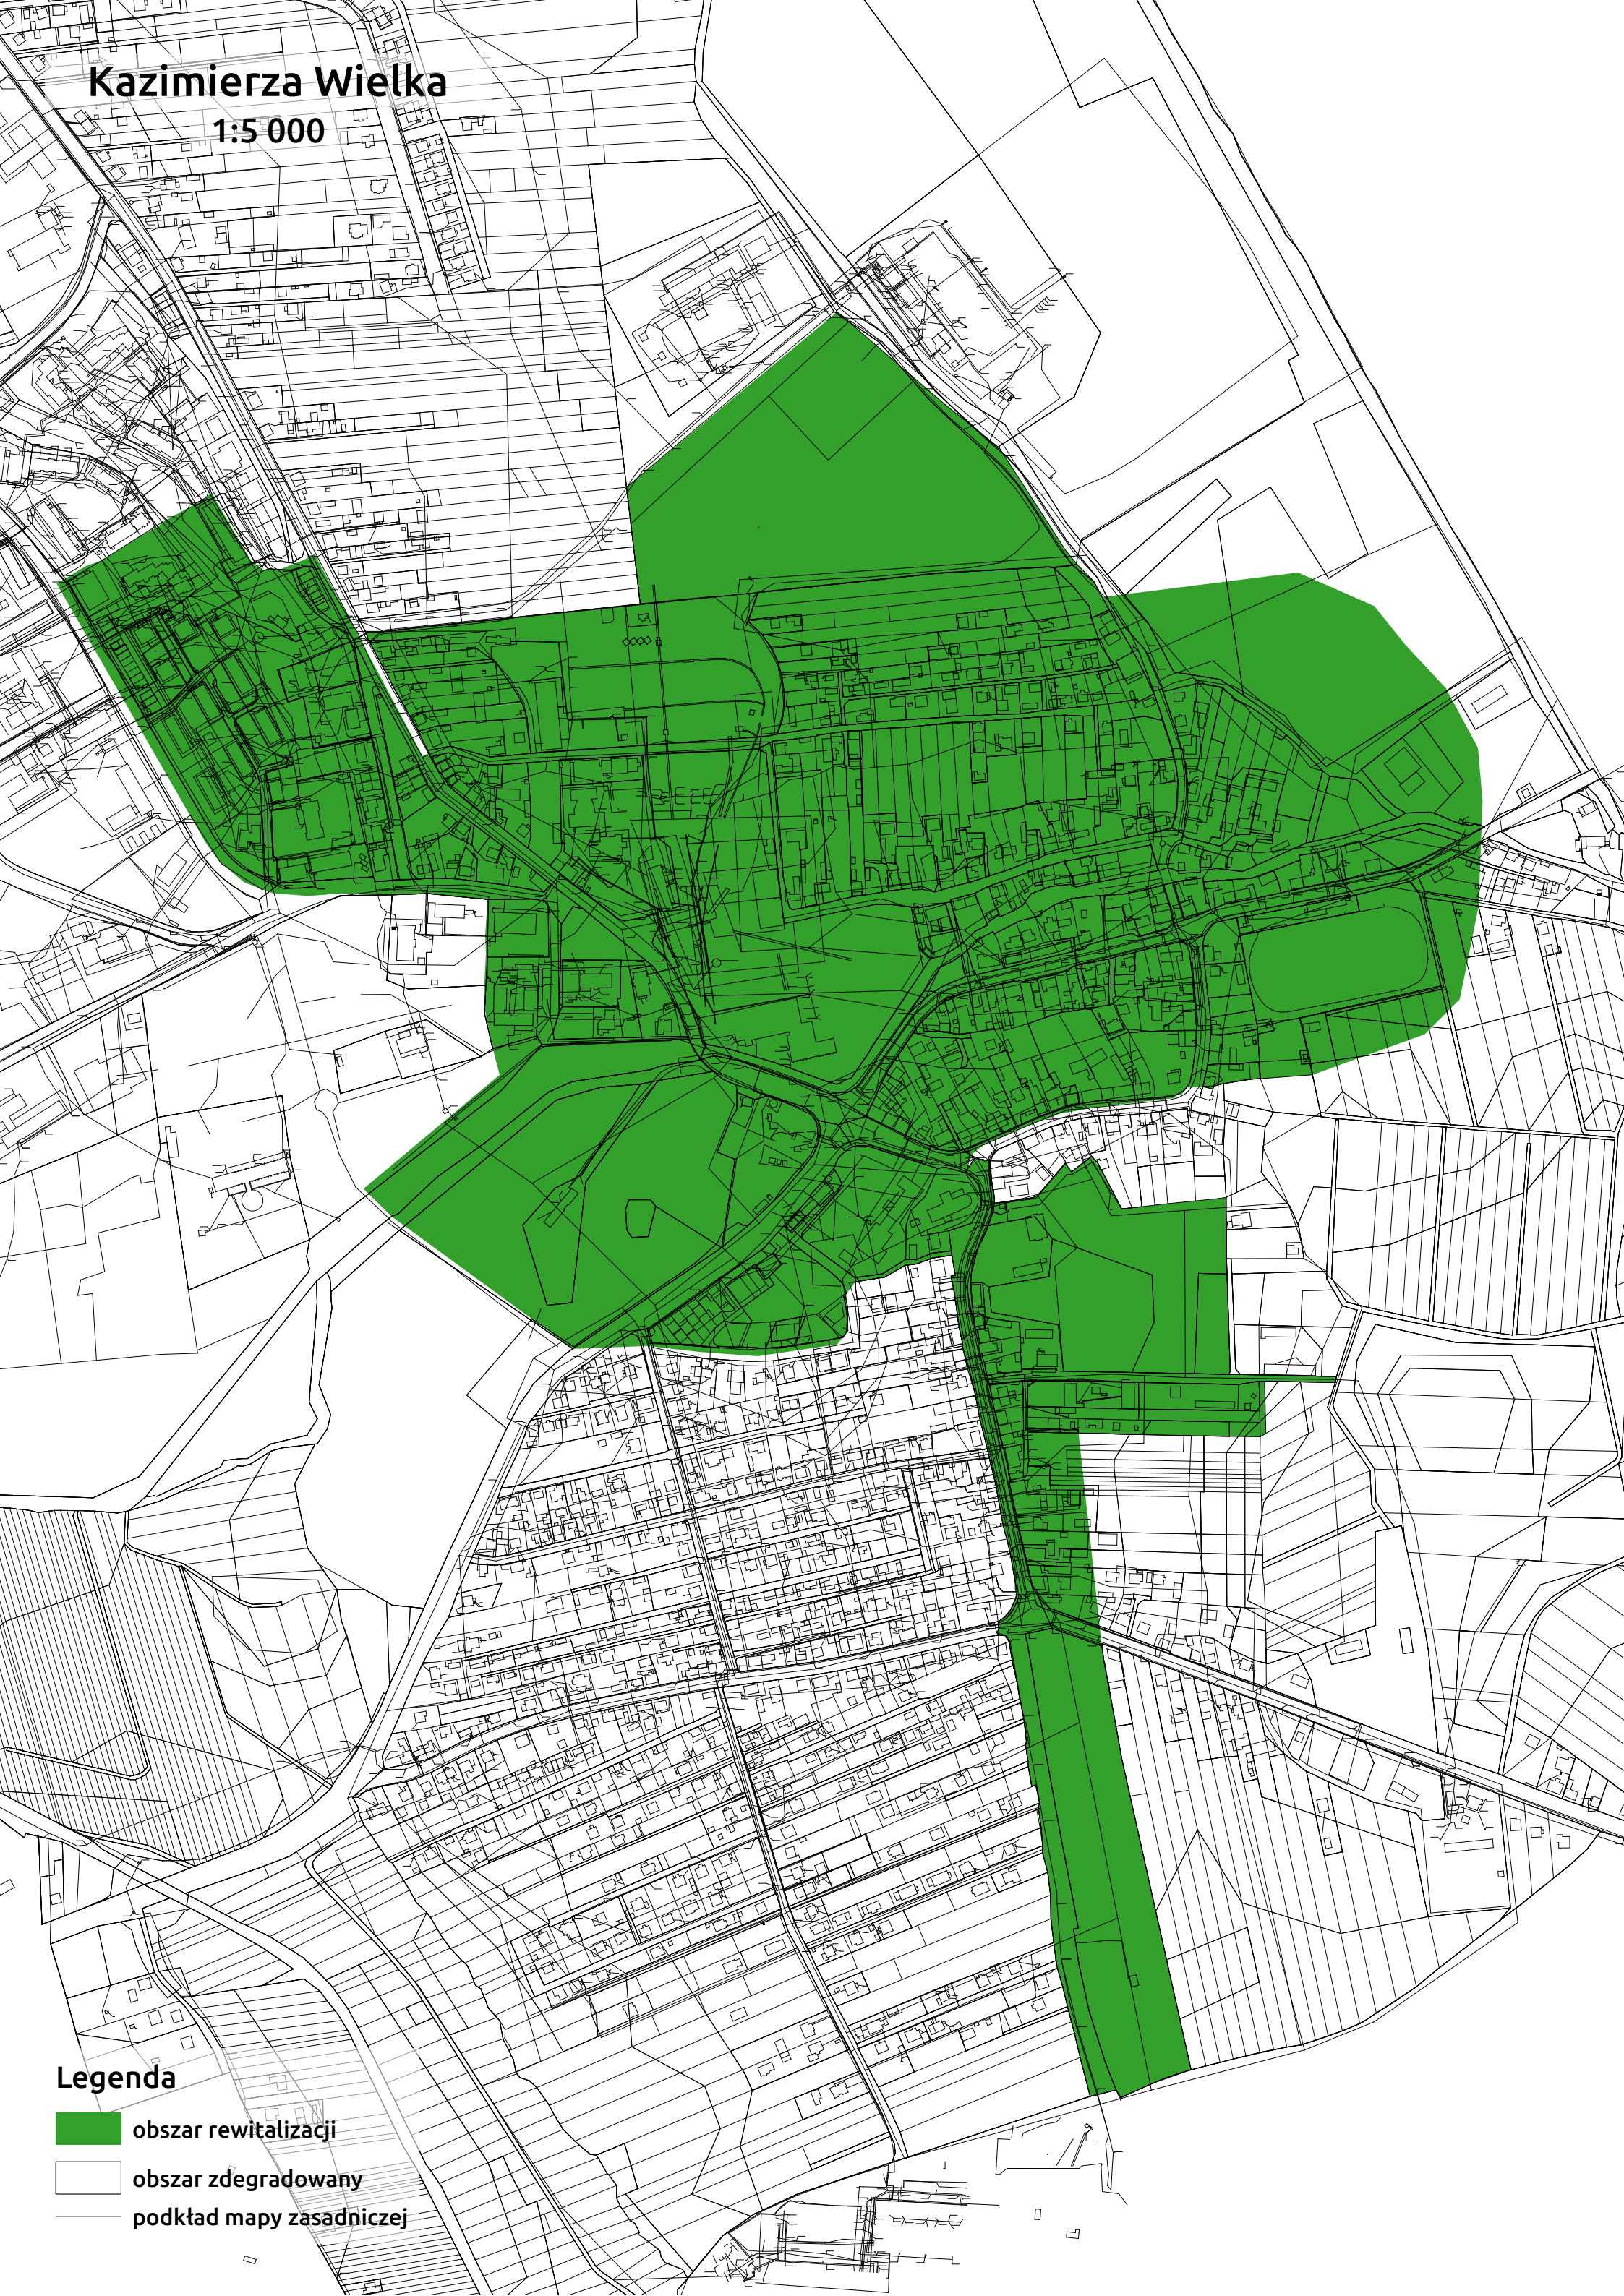 Kazimierza Wielka
1:5 000
Legenda
obszar rewitalizacji
obszar zdegradowany
podkład mapy zasadniczej